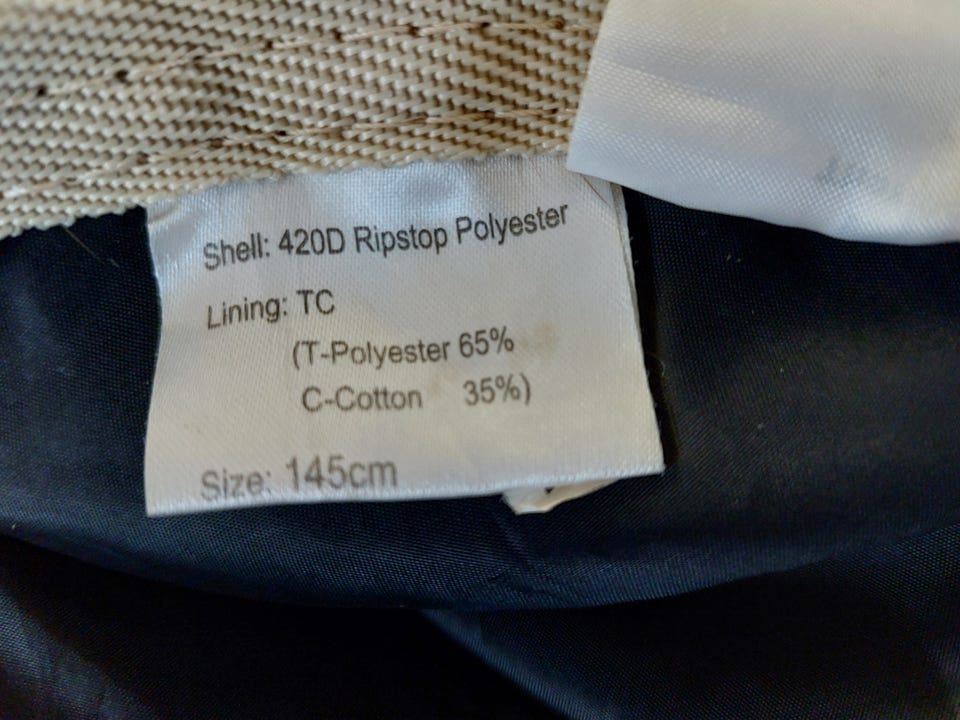 Shell: 420D Ripstop Polyester
Lining: TC
(T-Polyester 65%
C-Cotton 35%)
Size: 145cm